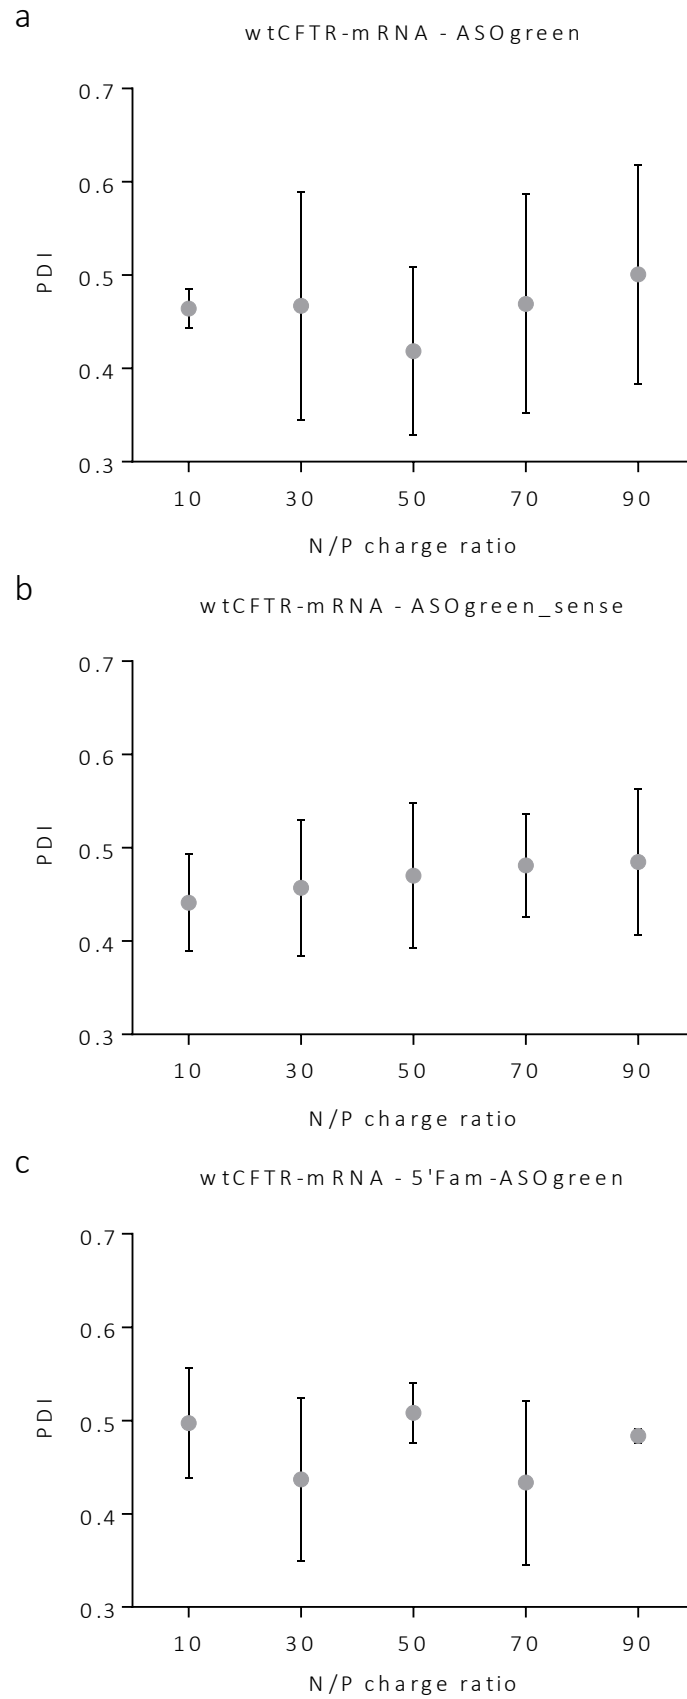 a
wtCFTR-mRNA - ASOgreen
0.7
0.6
0.5
0.4
0.3
PDI
10 30 50 70 90
N/P charge ratio
b
wtCFTR-mRNA - ASOgreen_sense
0.7
0.6
0.5
0.4
0.3
PDI
10 30 50 70 90
N/P charge ratio
c
wtCFTR-mRNA - 5'Fam-ASOgreen
0.7
0.6
0.5
0.4
0.3
PDI
10 30 50 70 90
N/P charge ratio